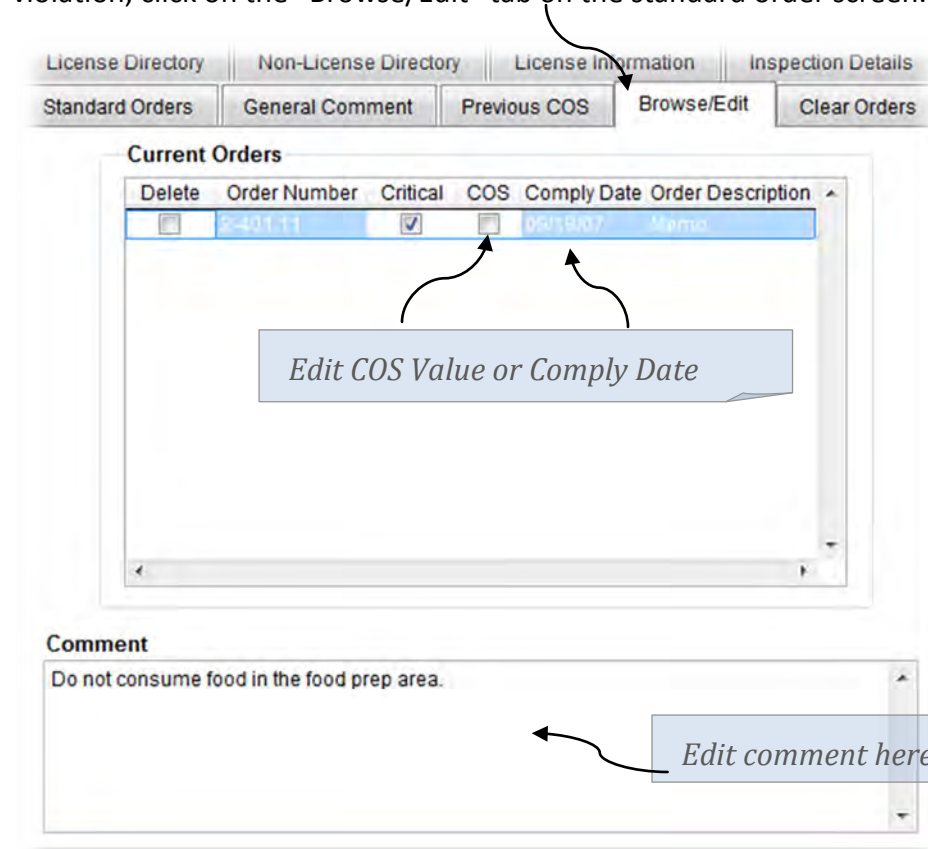 violation, click on the "Browse/Edit" tab on the standard order screen.
License Directory Non-License Directory License Information Inspection Details
Standard Orders General Comment Previous COS Browse/Edit Clear Orders
Current Orders
Delete Order Number Critical COS Comply Date Order Description
2-401.11 09/19/07 Memo
Edit COS Value or Comply Date
Comment
Do not consume food in the food prep area.
Edit comment here